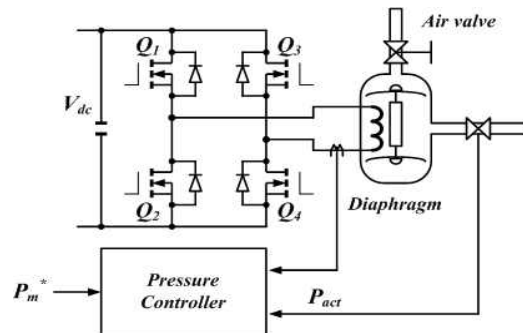 Air valve
Q1
Q3
Vdc
Q2
Q4
Diaphragm
Pressure
Controller
Pm*
Pact